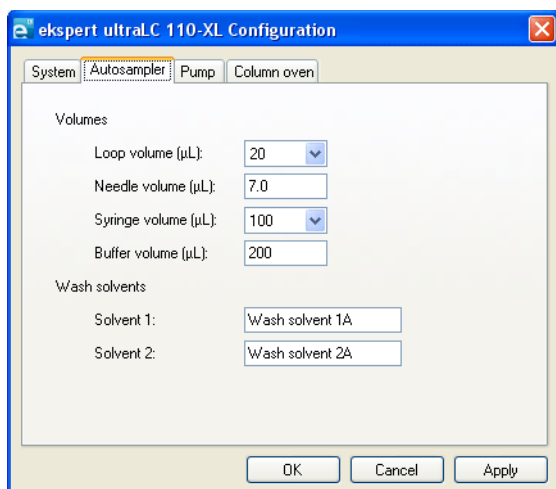 e ekspert ultraLC 110-XL Configuration
System Autosampler Pump Column oven
Volumes
Loop volume (µL): 20
Needle volume (µL): 7.0
Syringe volume (µL): 100
Buffer volume (µL): 200
Wash solvents
Solvent 1: Wash solvent 1A
Solvent 2: Wash solvent 2A
OK Cancel Apply